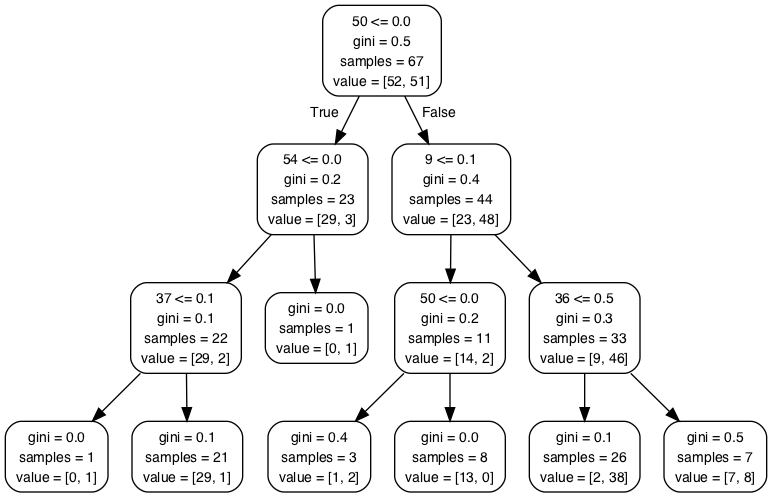 50 <= 0.0
gini = 0.5
samples = 67
value = [52, 51]
True
False
54 <= 0.0
gini = 0.2
samples = 23
value = [29, 3]
9 <= 0.1
gini = 0.4
samples = 44
value = [23, 48]
37 <= 0.1
gini = 0.1
samples = 22
value = [29, 2]
gini = 0.0
samples = 1
value = [0, 1]
50 <= 0.0
gini = 0.2
samples = 11
value = [14, 2]
36 <= 0.5
gini = 0.3
samples = 33
value = [9, 46]
gini = 0.0
samples = 1
value = [0, 1]
gini = 0.1
samples = 21
value = [29, 1]
gini = 0.4
samples = 3
value = [1, 2]
gini = 0.0
samples = 8
value = [13, 0]
gini = 0.1
samples = 26
value = [2, 38]
gini = 0.5
samples = 7
value = [7, 8]